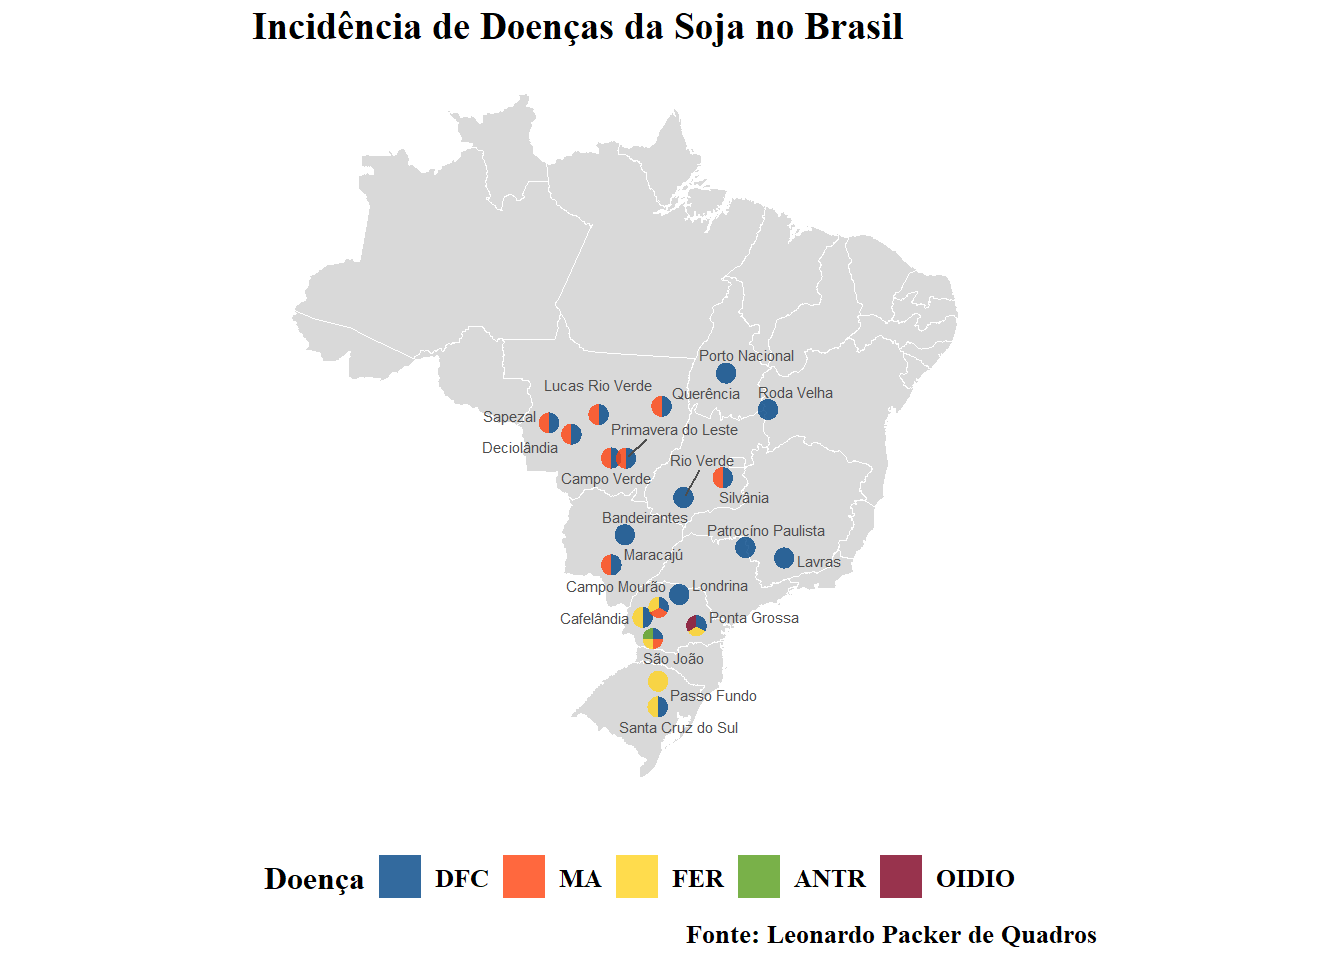 Incidência de Doenças da Soja no Brasil
Porto Nacional
Lucas Rio Verde
Querência
Roda Velha
Sapezal
Primavera do Leste
Deciolândia
Rio Verde
Campo Verde
Silvânia
Bandeirantes
Patrocíno Paulista
Maracajú
Lavras
Campo Mourão
Londrina
Cafelândia
Ponta Grossa
São João
Passo Fundo
Santa Cruz do Sul
Doença DFC MA FER ANTR OIDIO
Fonte: Leonardo Packer de Quadros